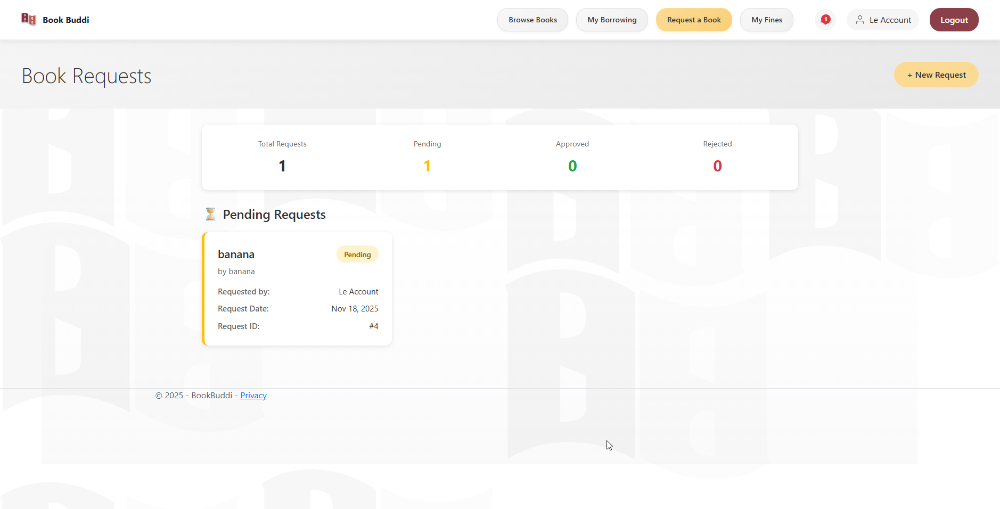 Book Buddi
Browse Books
My Borrowing
Request a Book
My Fines
1
Le Account
Logout
Book Requests
+ New Request
Total Requests
1
Pending
1
Approved
0
Rejected
0
⏳ Pending Requests
banana
Pending
by banana
Requested by: Le Account
Request Date: Nov 18, 2025
Request ID: #4
© 2025 - BookBuddi - Privacy